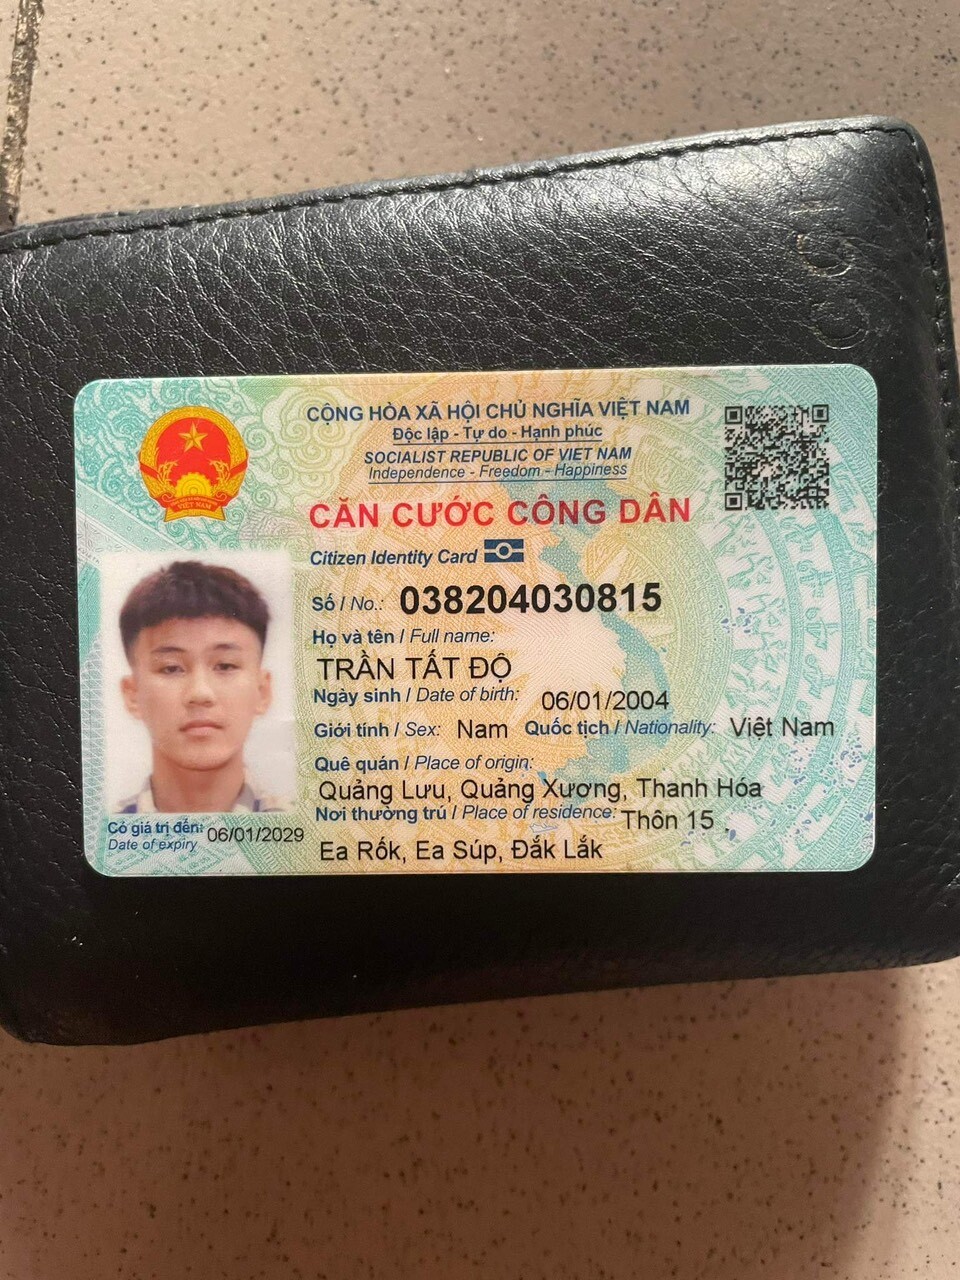 CỘNG HÒA XÃ HỘI CHỦ NGHĨA VIỆT NAM
Độc lập - Tự do - Hạnh phúc
SOCIALIST REPUBLIC OF VIET NAM
Independence - Freedom - Happiness
CĂN CƯỚC CÔNG DÂN
Citizen Identity Card
Số / No.: 038204030815
Họ và tên / Full name:
TRẦN TẤT ĐỘ
Ngày sinh / Date of birth: 06/01/2004
Giới tính / Sex: Nam Quốc tịch / Nationality: Việt Nam
Quê quán / Place of origin:
Quảng Lưu, Quảng Xương, Thanh Hóa
Nơi thường trú / Place of residence: Thôn 15
Ea Rốk, Ea Súp, Đắk Lắk
Có giá trị đến: 06/01/2029
Date of expiry
VIỆT NAM